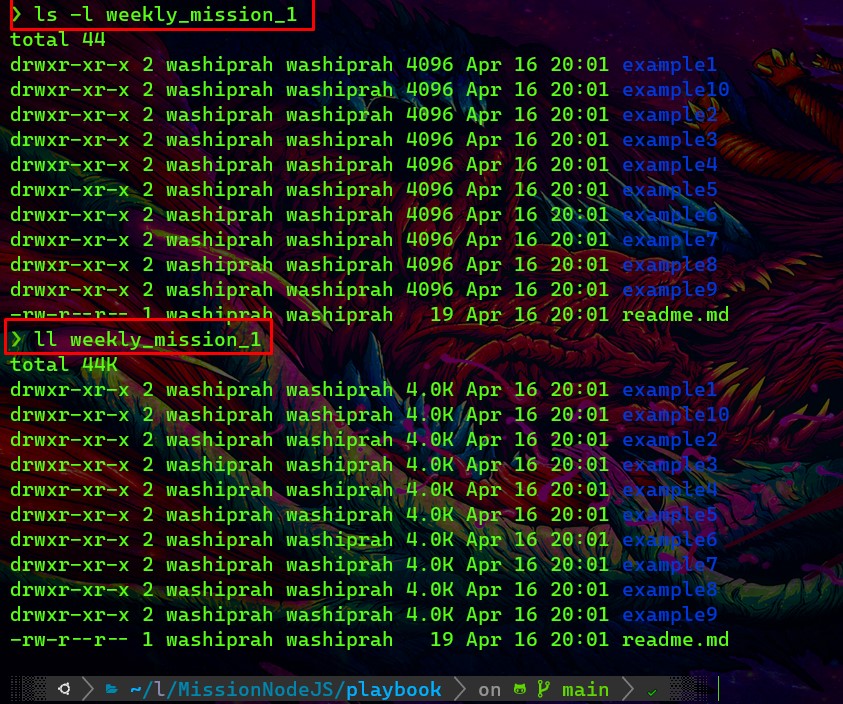 ❯ ls -l weekly_mission_1
total 44
drwxr-xr-x 2 washiprah washiprah 4096 Apr 16 20:01 example1
drwxr-xr-x 2 washiprah washiprah 4096 Apr 16 20:01 example10
drwxr-xr-x 2 washiprah washiprah 4096 Apr 16 20:01 example2
drwxr-xr-x 2 washiprah washiprah 4096 Apr 16 20:01 example3
drwxr-xr-x 2 washiprah washiprah 4096 Apr 16 20:01 example4
drwxr-xr-x 2 washiprah washiprah 4096 Apr 16 20:01 example5
drwxr-xr-x 2 washiprah washiprah 4096 Apr 16 20:01 example6
drwxr-xr-x 2 washiprah washiprah 4096 Apr 16 20:01 example7
drwxr-xr-x 2 washiprah washiprah 4096 Apr 16 20:01 example8
drwxr-xr-x 2 washiprah washiprah 4096 Apr 16 20:01 example9
-rw-r--r-- 1 washiprah washiprah   19 Apr 16 20:01 readme.md
❯ ll weekly_mission_1
total 44K
drwxr-xr-x 2 washiprah washiprah 4.0K Apr 16 20:01 example1
drwxr-xr-x 2 washiprah washiprah 4.0K Apr 16 20:01 example10
drwxr-xr-x 2 washiprah washiprah 4.0K Apr 16 20:01 example2
drwxr-xr-x 2 washiprah washiprah 4.0K Apr 16 20:01 example3
drwxr-xr-x 2 washiprah washiprah 4.0K Apr 16 20:01 example4
drwxr-xr-x 2 washiprah washiprah 4.0K Apr 16 20:01 example5
drwxr-xr-x 2 washiprah washiprah 4.0K Apr 16 20:01 example6
drwxr-xr-x 2 washiprah washiprah 4.0K Apr 16 20:01 example7
drwxr-xr-x 2 washiprah washiprah 4.0K Apr 16 20:01 example8
drwxr-xr-x 2 washiprah washiprah 4.0K Apr 16 20:01 example9
-rw-r--r-- 1 washiprah washiprah   19 Apr 16 20:01 readme.md
~/l/MissionNodeJS/playbook on main ✓